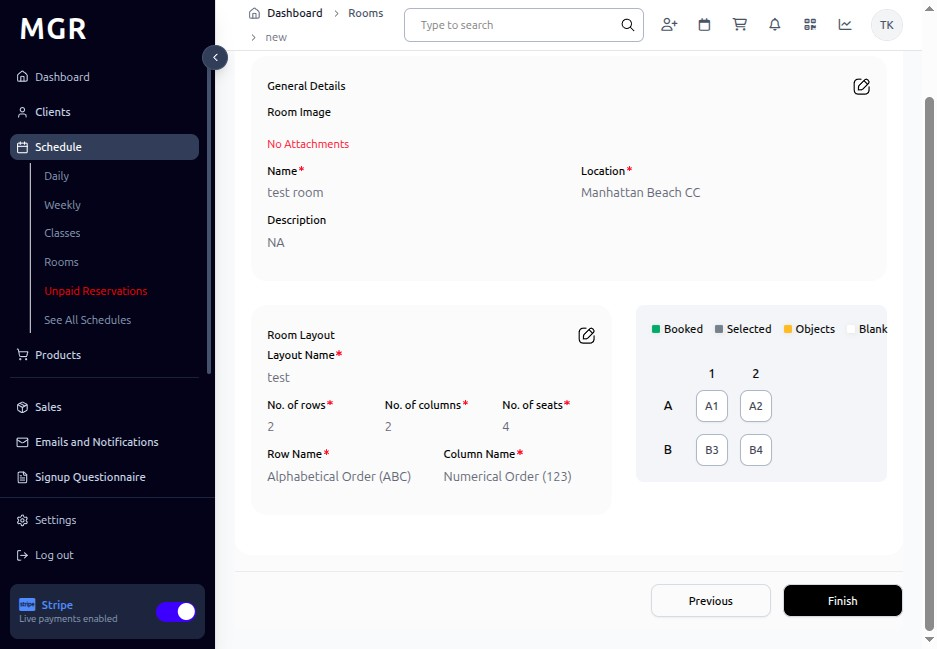 MGR
Dashboard
Clients
Schedule
Daily
Weekly
Classes
Rooms
Unpaid Reservations
See All Schedules
Products
Sales
Emails and Notifications
Signup Questionnaire
Settings
Log out
stripe Stripe
Live payments enabled
Dashboard > Rooms
> new
Type to search
TK
General Details
Room Image
No Attachments
Name* Location*
test room Manhattan Beach CC
Description
NA
Room Layout
Layout Name*
test
No. of rows* No. of columns* No. of seats*
2 2 4
Row Name* Column Name*
Alphabetical Order (ABC) Numerical Order (123)
Booked Selected Objects Blank
1 2
A A1 A2
B B3 B4
Previous Finish